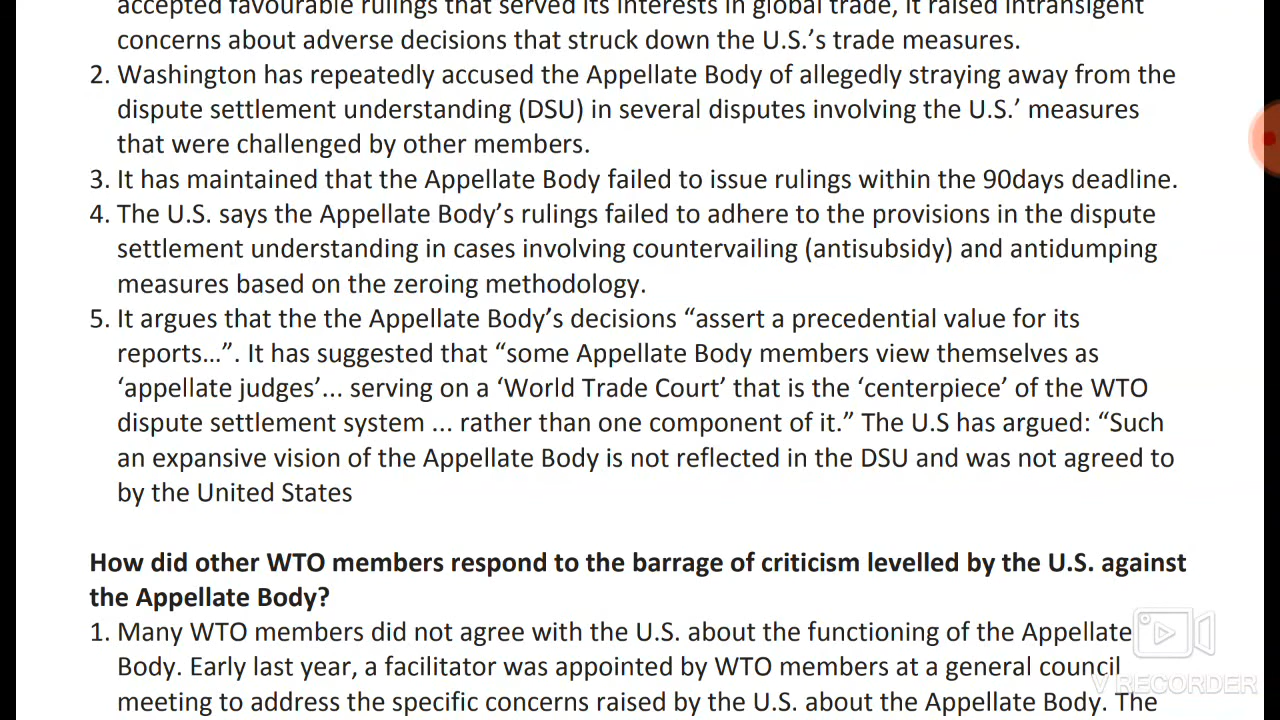 accepted favourable rulings that served its interests in global trade, it raised intransigent
concerns about adverse decisions that struck down the U.S.’s trade measures.
2. Washington has repeatedly accused the Appellate Body of allegedly straying away from the
dispute settlement understanding (DSU) in several disputes involving the U.S.’ measures
that were challenged by other members.
3. It has maintained that the Appellate Body failed to issue rulings within the 90days deadline.
4. The U.S. says the Appellate Body’s rulings failed to adhere to the provisions in the dispute
settlement understanding in cases involving countervailing (antisubsidy) and antidumping
measures based on the zeroing methodology.
5. It argues that the the Appellate Body’s decisions “assert a precedential value for its
reports…”. It has suggested that “some Appellate Body members view themselves as
‘appellate judges’... serving on a ‘World Trade Court’ that is the ‘centerpiece’ of the WTO
dispute settlement system ... rather than one component of it.” The U.S has argued: “Such
an expansive vision of the Appellate Body is not reflected in the DSU and was not agreed to
by the United States
How did other WTO members respond to the barrage of criticism levelled by the U.S. against
the Appellate Body?
1. Many WTO members did not agree with the U.S. about the functioning of the Appellate
Body. Early last year, a facilitator was appointed by WTO members at a general council
meeting to address the specific concerns raised by the U.S. about the Appellate Body. The
V RECORDER